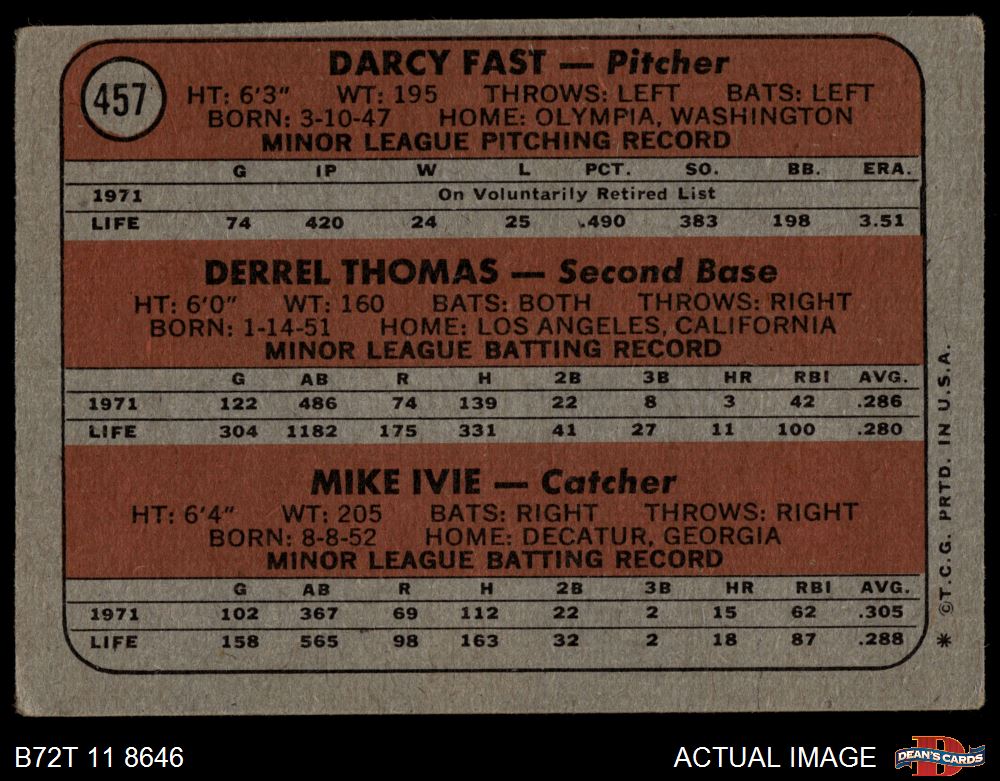 457
DARCY FAST — Pitcher
HT: 6'3" WT: 195 THROWS: LEFT BATS: LEFT
BORN: 3-10-47 HOME: OLYMPIA, WASHINGTON
MINOR LEAGUE PITCHING RECORD
G IP W L PCT. SO. BB. ERA.
1971 On Voluntarily Retired List
LIFE 74 420 24 25 .490 383 198 3.51
DERREL THOMAS — Second Base
HT: 6'0" WT: 160 BATS: BOTH THROWS: RIGHT
BORN: 1-14-51 HOME: LOS ANGELES, CALIFORNIA
MINOR LEAGUE BATTING RECORD
G AB R H 2B 3B HR RBI AVG.
1971 122 486 74 139 22 8 3 42 .286
LIFE 304 1182 175 331 41 27 11 100 .280
MIKE IVIE — Catcher
HT: 6'4" WT: 205 BATS: RIGHT THROWS: RIGHT
BORN: 8-8-52 HOME: DECATUR, GEORGIA
MINOR LEAGUE BATTING RECORD
G AB R H 2B 3B HR RBI AVG.
1971 102 367 69 112 22 2 15 62 .305
LIFE 158 565 98 163 32 2 18 87 .288
* ©T.C.G. PRTD. IN U.S.A.
B72T 11 8646 ACTUAL IMAGE
D
DEAN'S CARDS